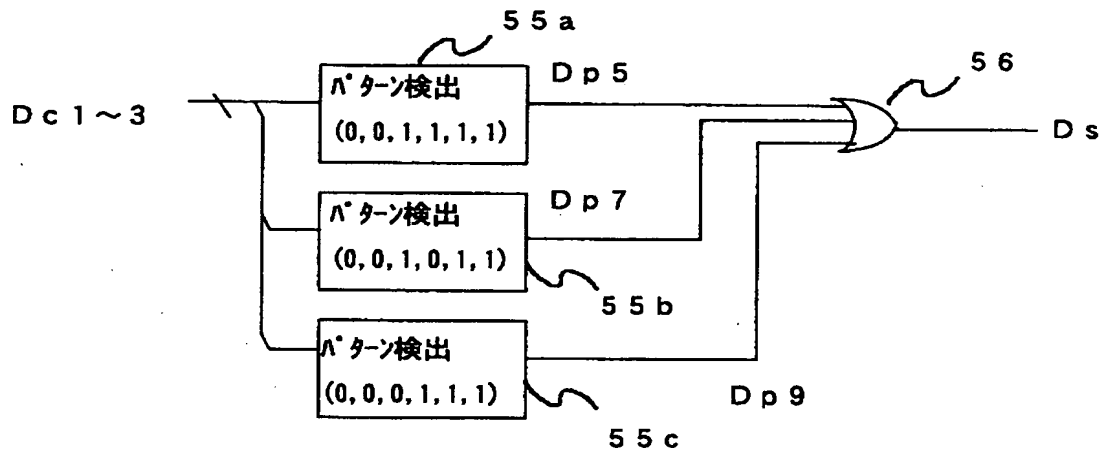 55a
Dc1～3
パターン検出
(0,0,1,1,1,1)
Dp5
56
Ds
パターン検出
(0,0,1,0,1,1)
Dp7
55b
パターン検出
(0,0,0,1,1,1)
Dp9
55c